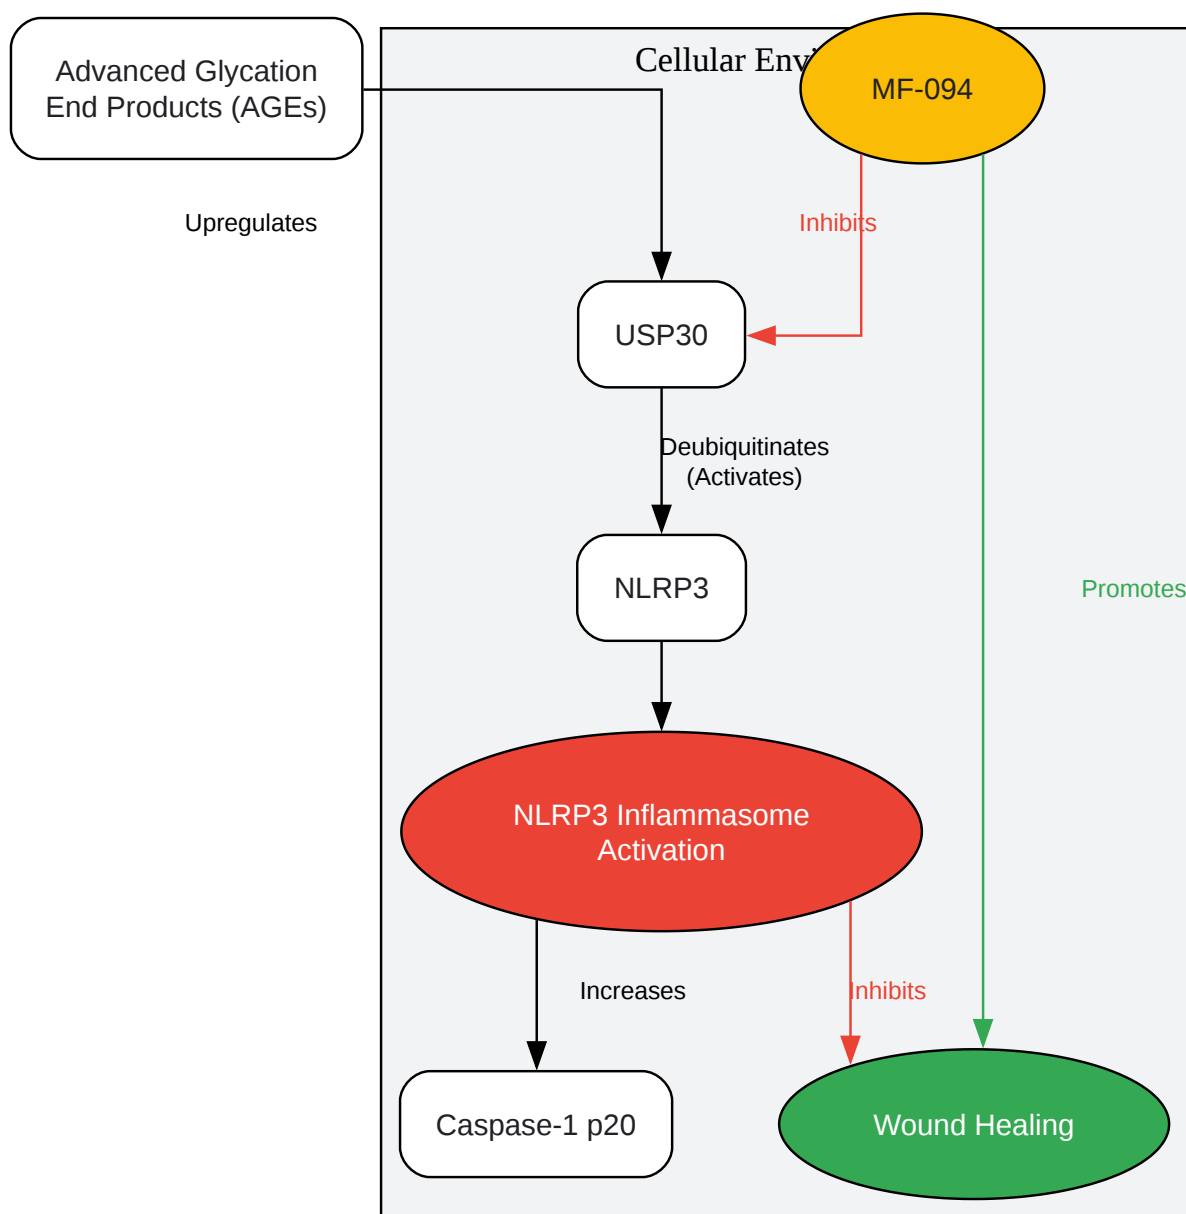 Advanced Glycation
End Products (AGEs)
Cellular
MF-094
Upregulates
Inhibits
USP30
Deubiquitinates
(Activates)
NLRP3
Promotes
NLRP3 Inflammasome
Activation
Increases
Inhibits
Caspase-1 p20
Wound Healing